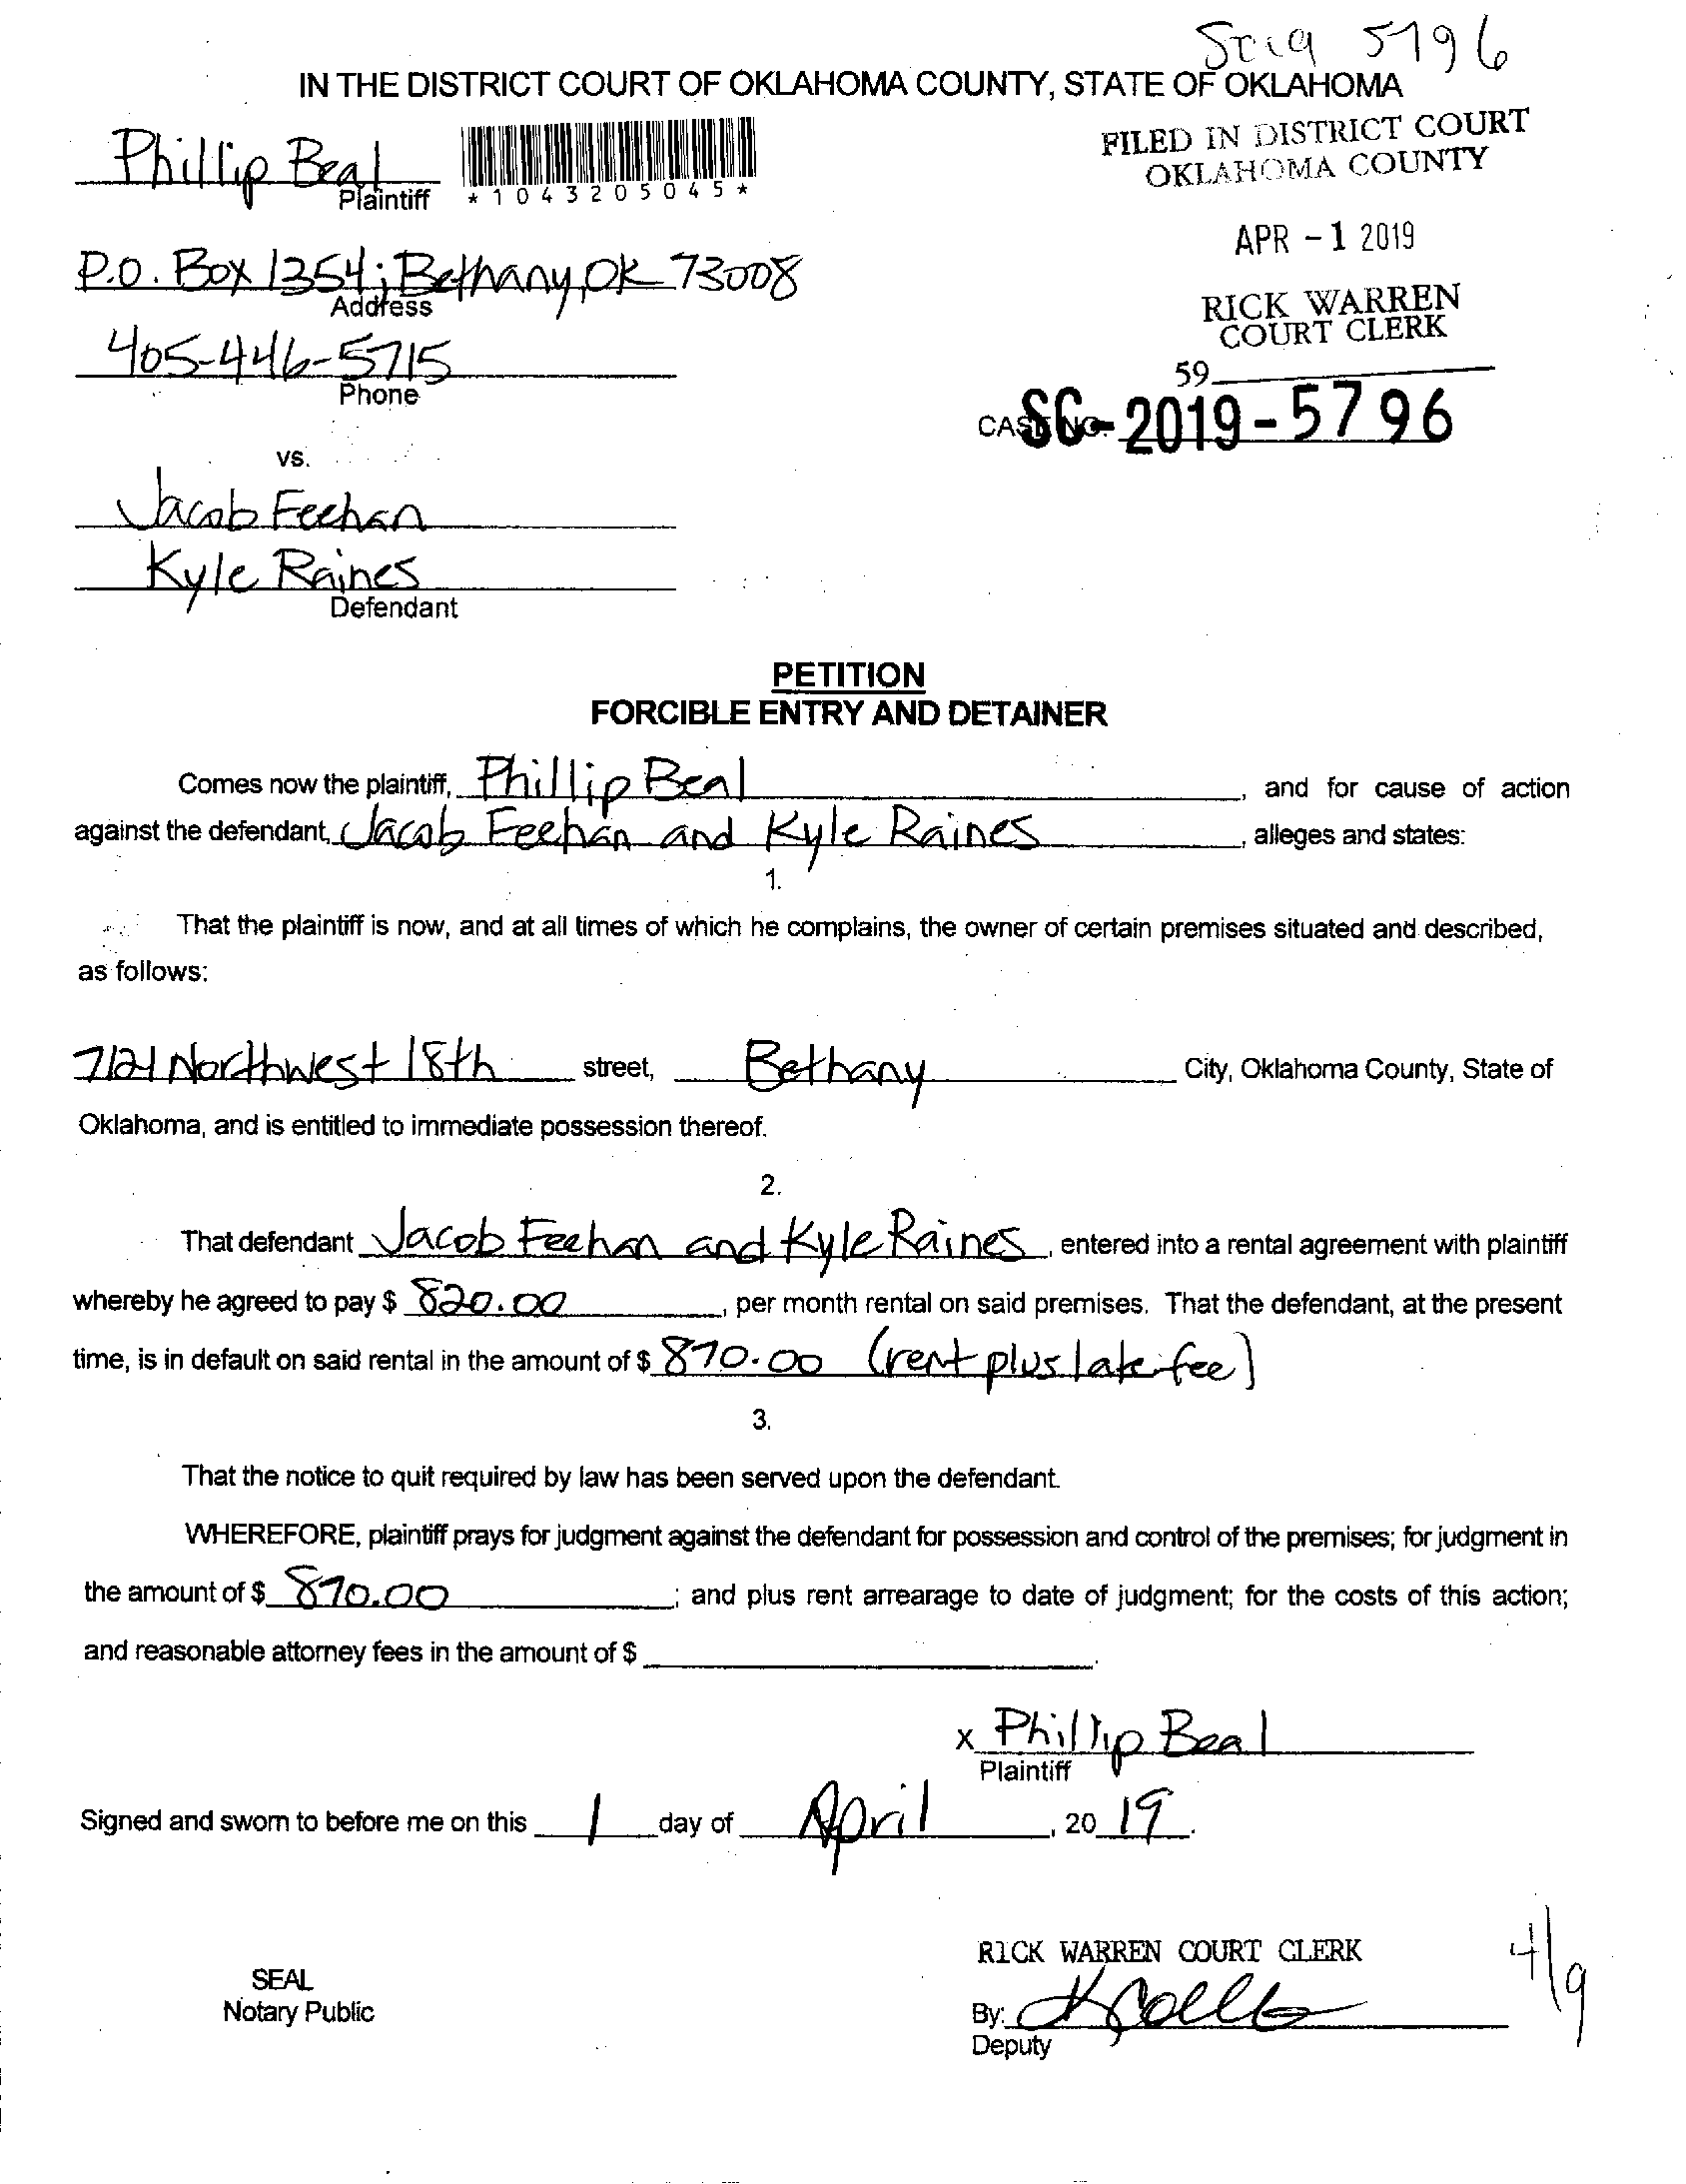 SC19 5796
IN THE DISTRICT COURT OF OKLAHOMA COUNTY, STATE OF OKLAHOMA
FILED IN DISTRICT COURT
OKLAHOMA COUNTY
Phillip Beal
Plaintiff
*1043205045*
APR - 1 2019
P.O. Box 1354; Bethany, OK 73008
Address
RICK WARREN
COURT CLERK
405-446-5715
Phone
59
CASE NO. SC-2019-5796
vs.
Jacob Feehan
Kyle Raines
Defendant
PETITION
FORCIBLE ENTRY AND DETAINER
Comes now the plaintiff, Phillip Beal, and for cause of action
against the defendant, Jacob Feehan and Kyle Raines, alleges and states:
1.
That the plaintiff is now, and at all times of which he complains, the owner of certain premises situated and described,
as follows:
7121 Northwest 18th street, Bethany City, Oklahoma County, State of
Oklahoma, and is entitled to immediate possession thereof.
2.
That defendant Jacob Feehan and Kyle Raines, entered into a rental agreement with plaintiff
whereby he agreed to pay $ 820.00, per month rental on said premises. That the defendant, at the present
time, is in default on said rental in the amount of $ 870.00 (rent plus late fee)
3.
That the notice to quit required by law has been served upon the defendant.
WHEREFORE, plaintiff prays for judgment against the defendant for possession and control of the premises; for judgment in
the amount of $ 870.00; and plus rent arrearage to date of judgment; for the costs of this action;
and reasonable attorney fees in the amount of $
x Phillip Beal
Plaintiff
Signed and sworn to before me on this 1 day of April, 2019.
RICK WARREN COURT CLERK
4/9
SEAL
Notary Public
By:
Deputy